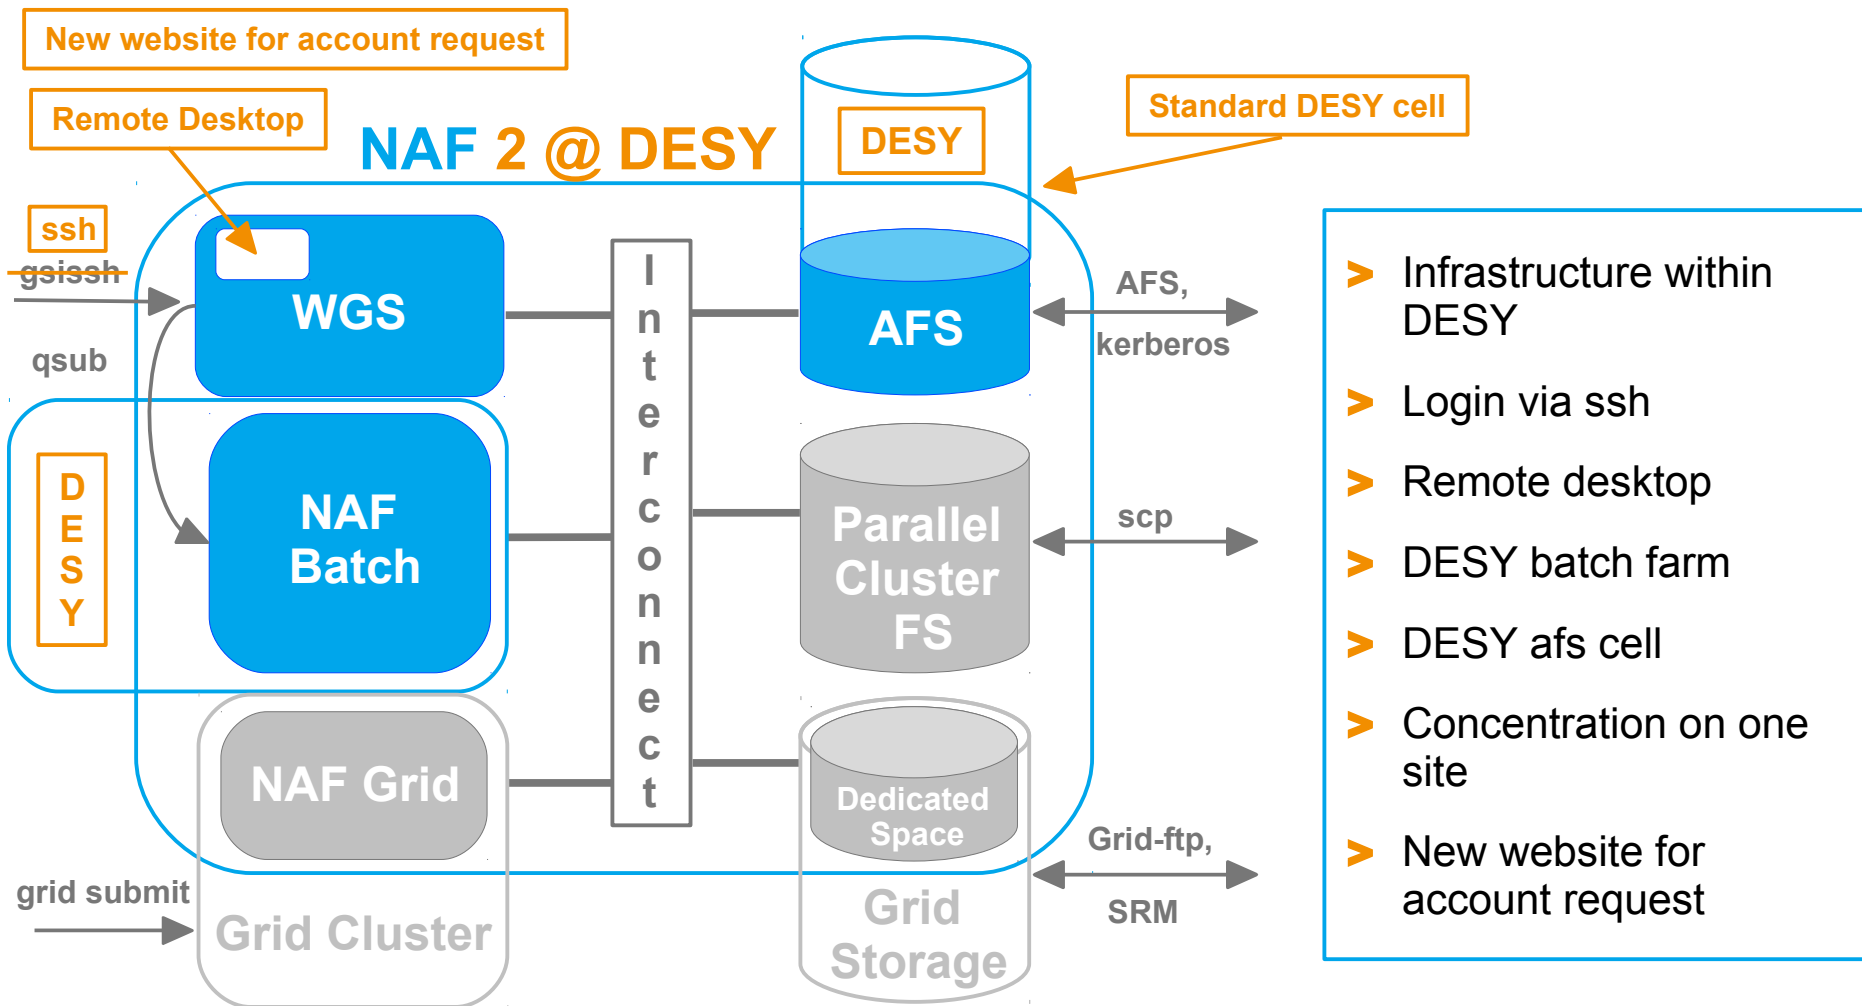 New website for account request
Remote Desktop
NAF 2 @ DESY
DESY
Standard DESY cell
ssh
gsissh
WGS
qsub
Interconnect
AFS
AFS,
kerberos
DESY
NAF
Batch
Parallel
Cluster
FS
scp
NAF Grid
Dedicated
Space
grid submit
Grid Cluster
Grid
Storage
Grid-ftp,
SRM
> Infrastructure within
DESY
> Login via ssh
> Remote desktop
> DESY batch farm
> DESY afs cell
> Concentration on one
site
> New website for
account request